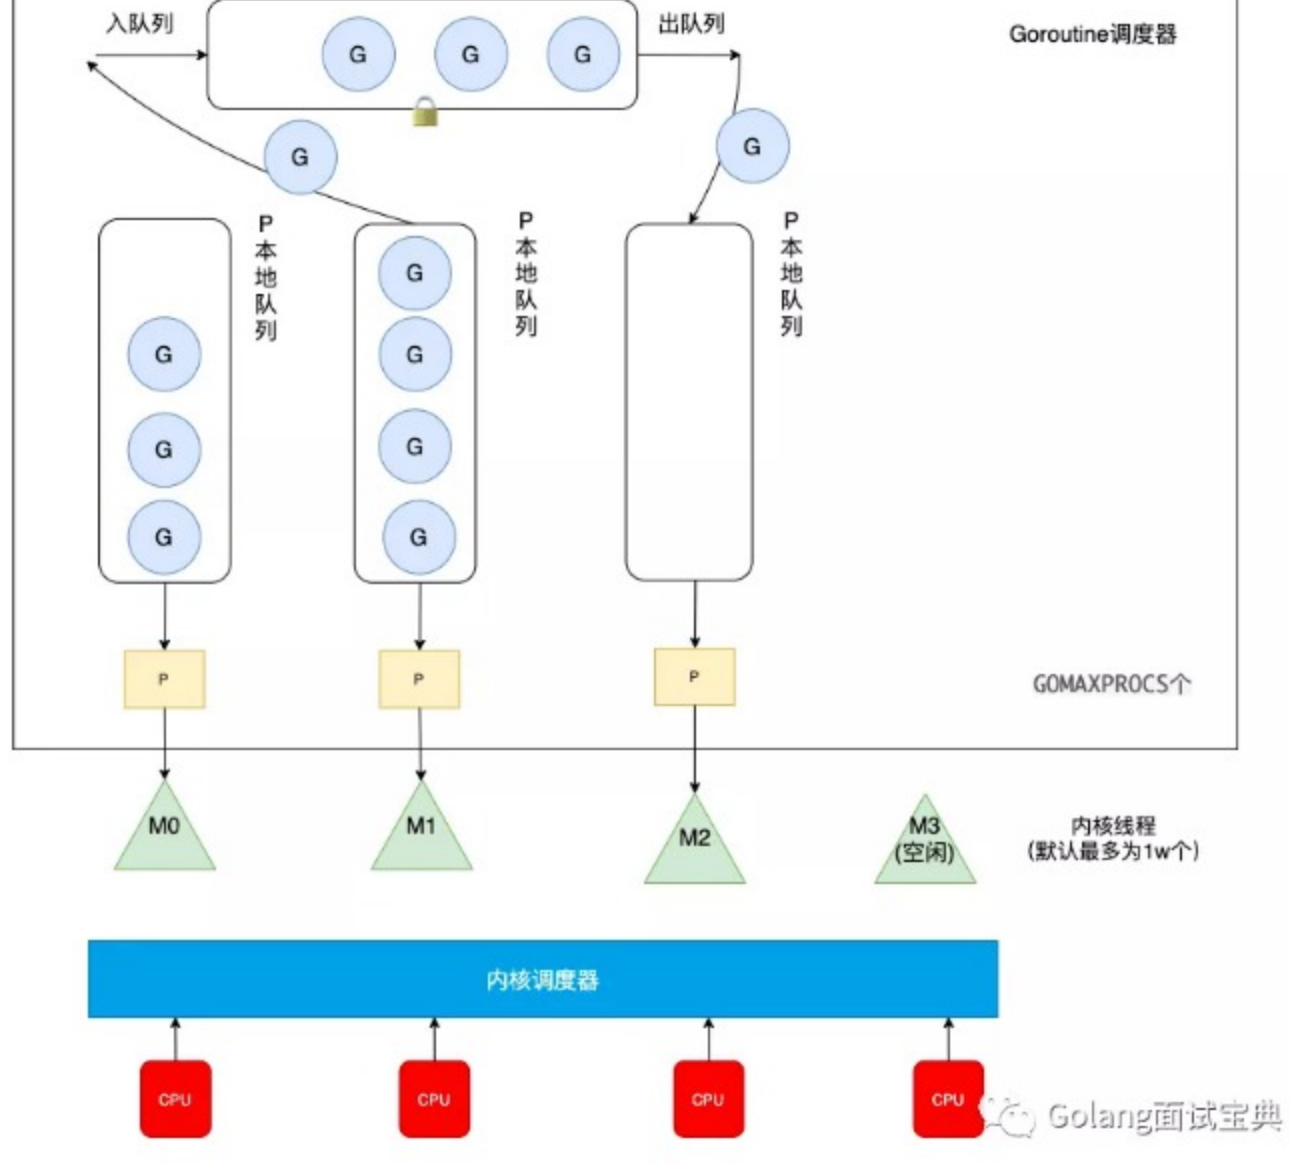 入队列
出队列
Goroutine调度器
G G G
G
G
P本地队列
P本地队列
P本地队列
G
G
G
G
G
G
G
P
P
P
GOMAXPROCS个
M0
M1
M2
M3
(空闲)
内核线程
(默认最多为1w个)
内核调度器
CPU
CPU
CPU
CPU
Golang面试宝典